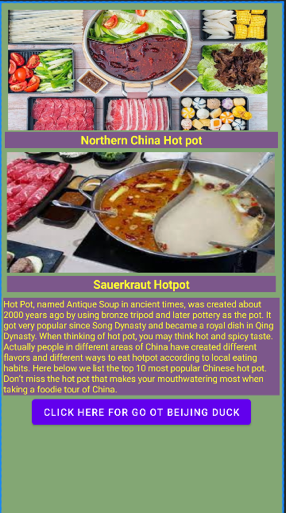 Northern China Hot pot
Sauerkraut Hotpot
Hot Pot, named Antique Soup in ancient times, was created about
2000 years ago by using bronze tripod and later pottery as the pot. It
got very popular since Song Dynasty and became a royal dish in Qing
Dynasty. When thinking of hot pot, you may think hot and spicy taste.
Actually people in different areas of China have created different
flavors and different ways to eat hotpot according to local eating
habits. Here below we list the top 10 most popular Chinese hot pot.
Don't miss the hot pot that makes your mouthwatering most when
taking a foodie tour of China.
CLICK HERE FOR GO OT BEIJING DUCK